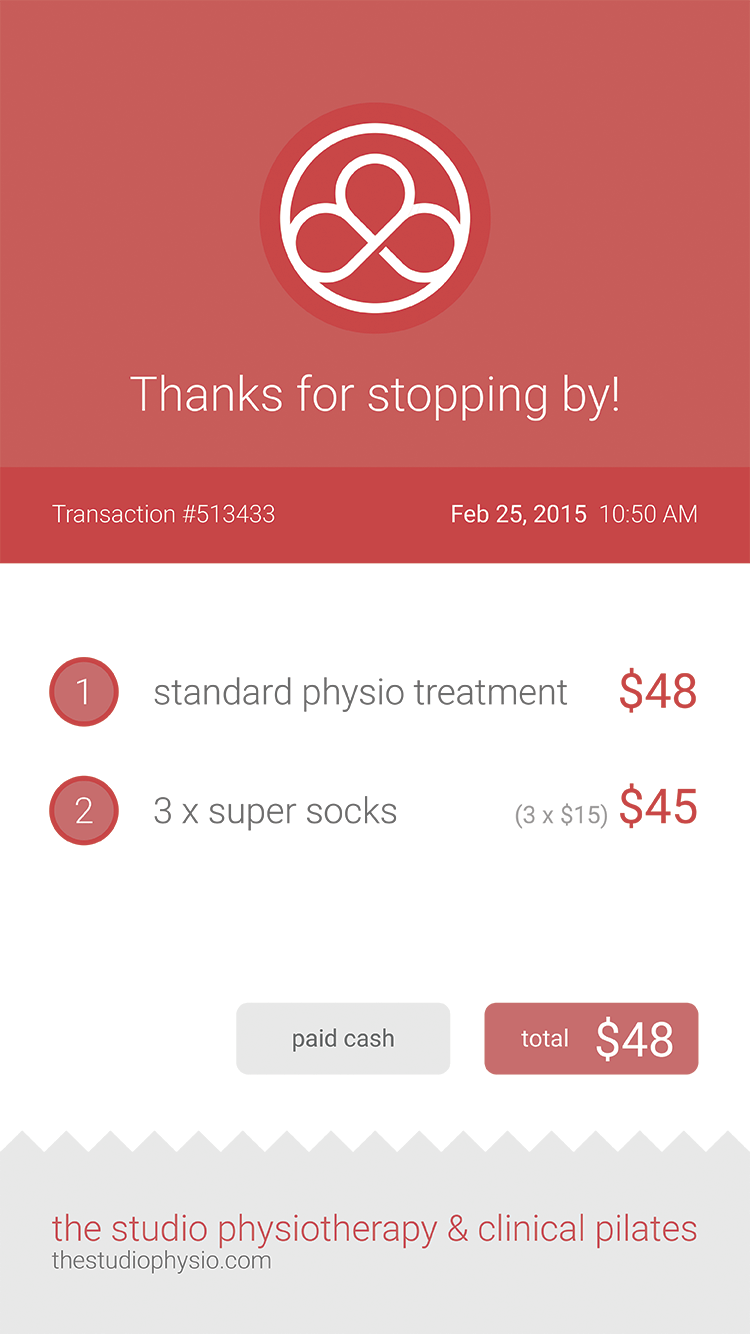 Thanks for stopping by!
Transaction #513433 Feb 25, 2015 10:50 AM
1 standard physio treatment $48
2 3 x super socks (3 x $15) $45
paid cash total $48
the studio physiotherapy & clinical pilates
thestudiophysio.com